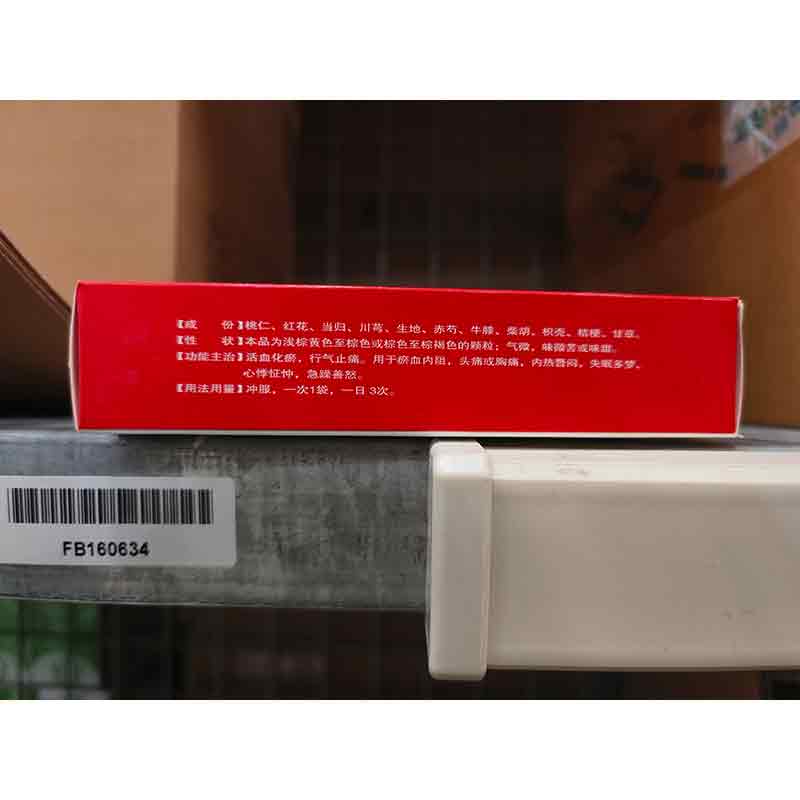 【成　份】桃仁、红花、当归、川芎、生地、赤芍、牛膝、柴胡、枳壳、桔梗、甘草。
【性　状】本品为浅棕黄色至棕色或棕色至棕褐色的颗粒；气微，味微苦或味甜。
【功能主治】活血化瘀，行气止痛。用于瘀血内阻，头痛或胸痛，内热瞀闷，失眠多梦，
心悸怔忡，急躁善怒。
【用法用量】冲服，一次1袋，一日3次。
FB160634